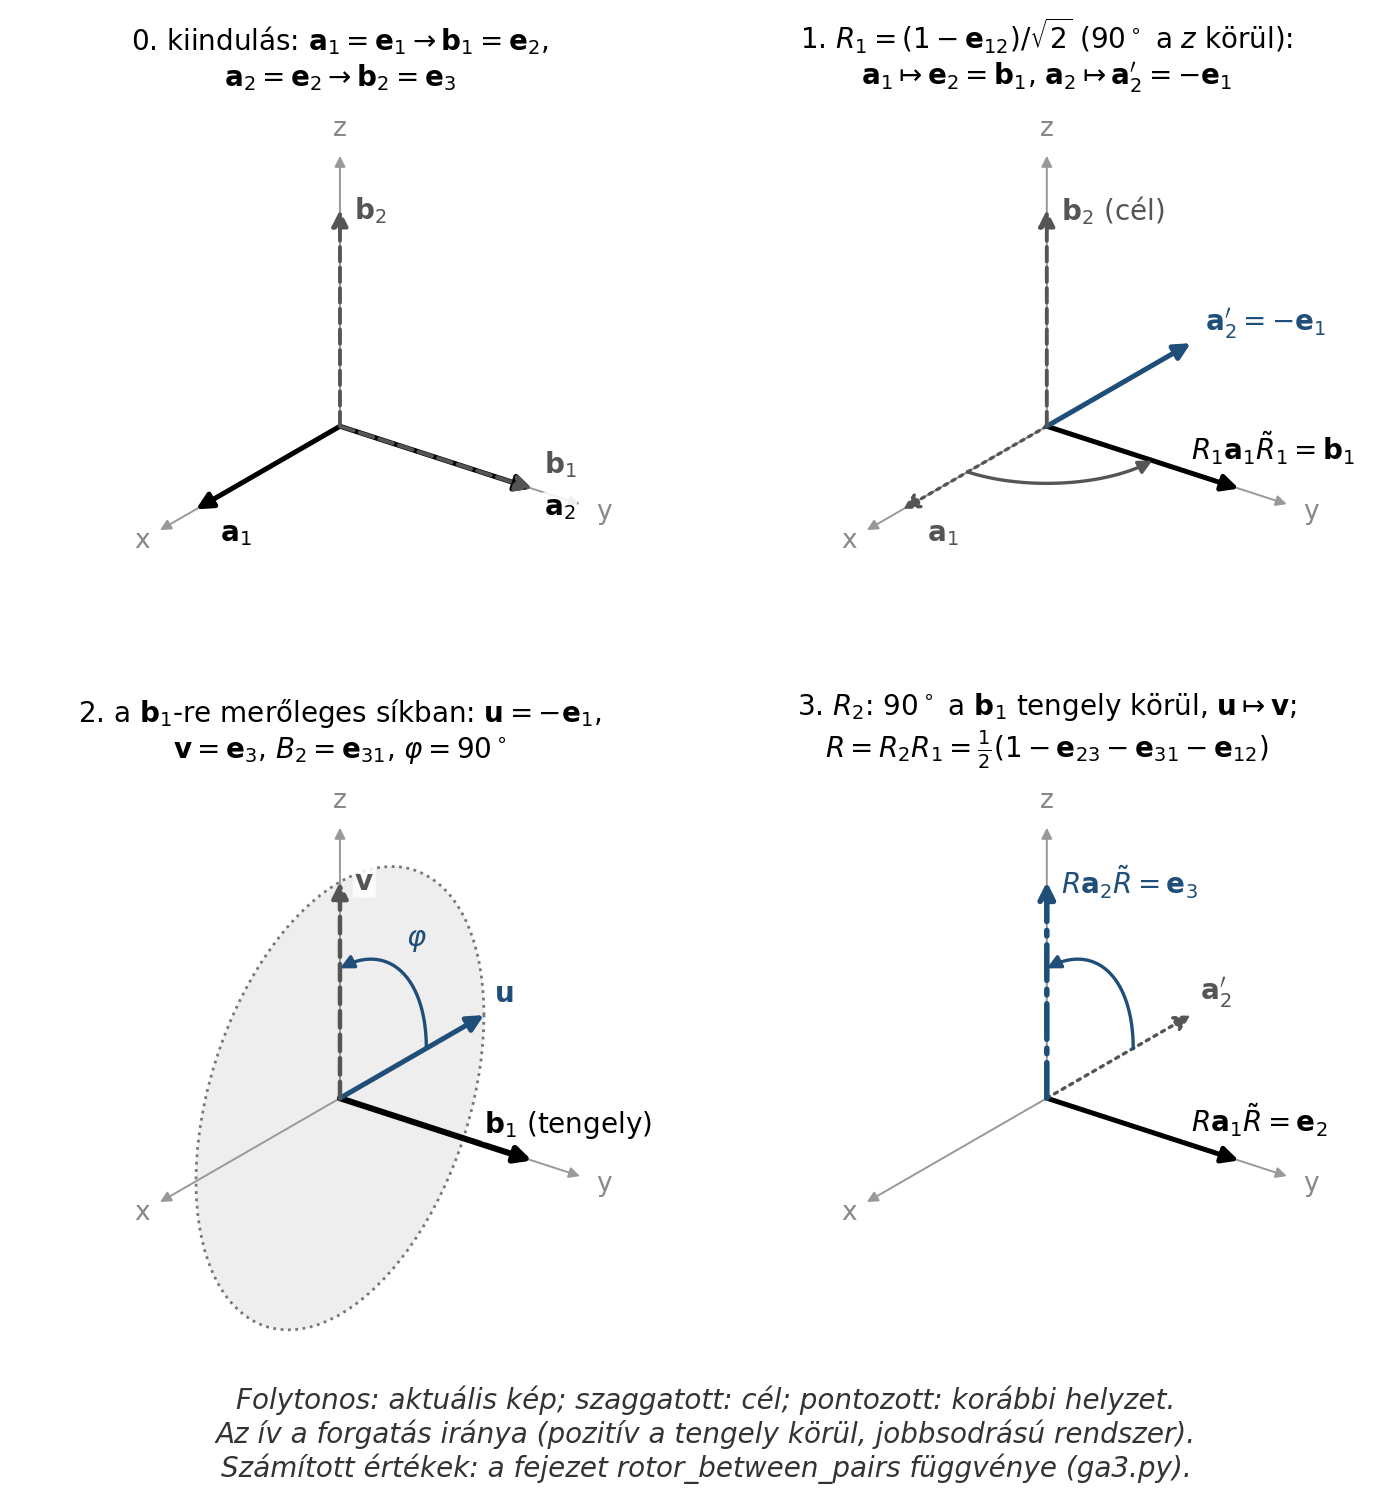 0. kiindulás: a₁ = e₁ → b₁ = e₂,
a₂ = e₂ → b₂ = e₃
z
b₂
b₁
a₂
y
x
a₁
1. R₁ = (1 − e₁₂)/√2 (90° a z körül):
a₁ ↦ e₂ = b₁, a₂ ↦ a′₂ = −e₁
z
b₂ (cél)
a′₂ = −e₁
R₁a₁R̃₁ = b₁
y
x
a₁
2. a b₁-re merőleges síkban: u = −e₁,
v = e₃, B₂ = e₃₁, φ = 90°
z
v
φ
u
b₁ (tengely)
y
x
3. R₂: 90° a b₁ tengely körül, u ↦ v;
R = R₂R₁ = ½(1 − e₂₃ − e₃₁ − e₁₂)
z
Ra₂R̃ = e₃
a′₂
Ra₁R̃ = e₂
y
x
Folytonos: aktuális kép; szaggatott: cél; pontozott: korábbi helyzet.
Az ív a forgatás iránya (pozitív a tengely körül, jobbsodrású rendszer).
Számított értékek: a fejezet rotor_between_pairs függvénye (ga3.py).